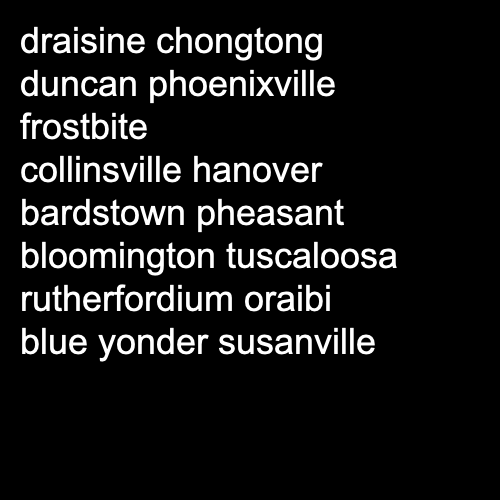 draisine chongtong
duncan phoenixville
frostbite
collinsville hanover
bardstown pheasant
bloomington tuscaloosa
rutherfordium oraibi
blue yonder susanville